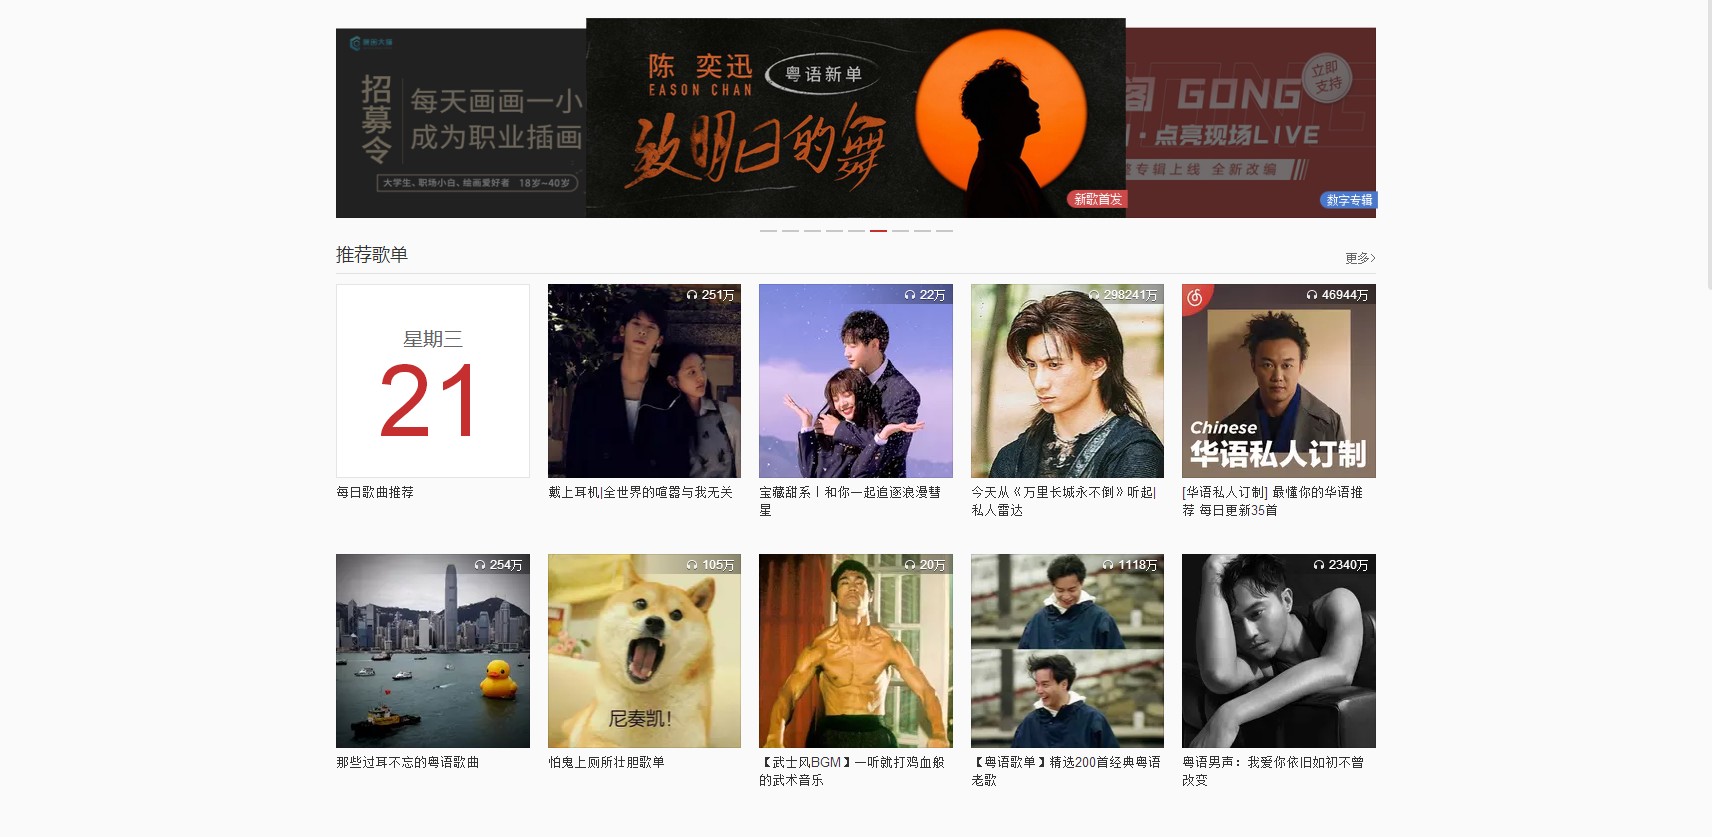 招募令
每天画画一小
成为职业插画
大学生、职场小白、绘画爱好者 18岁~40岁
陈 奕迅
EASON CHAN
粤语新单
致明日的舞
新歌首发
阁 GONG
立即
支持
·点亮现场LIVE
专辑上线 全新改编
数字专辑
推荐歌单
更多>
星期三
21
251万
22万
298241万
46944万
Chinese
华语私人订制
每日歌曲推荐
戴上耳机|全世界的喧嚣与我无关
宝藏甜系丨和你一起追逐浪漫彗
星
今天从《万里长城永不倒》听起|
私人雷达
[华语私人订制] 最懂你的华语推
荐 每日更新35首
254万
105万
20万
1118万
2340万
尼奏凯!
那些过耳不忘的粤语歌曲
怕鬼上厕所壮胆歌单
【武士风BGM】一听就打鸡血般
的武术音乐
【粤语歌单】精选200首经典粤语
老歌
粤语男声：我爱你依旧如初不曾
改变